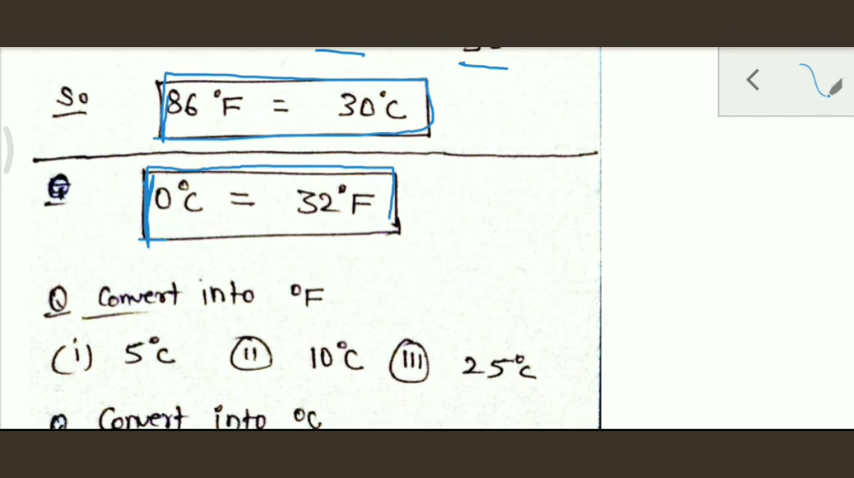 So 86°F = 30°C
0°C = 32°F
Q Convert into °F
(i) 5°C (II) 10°C (III) 25°C
Q Convert into °C